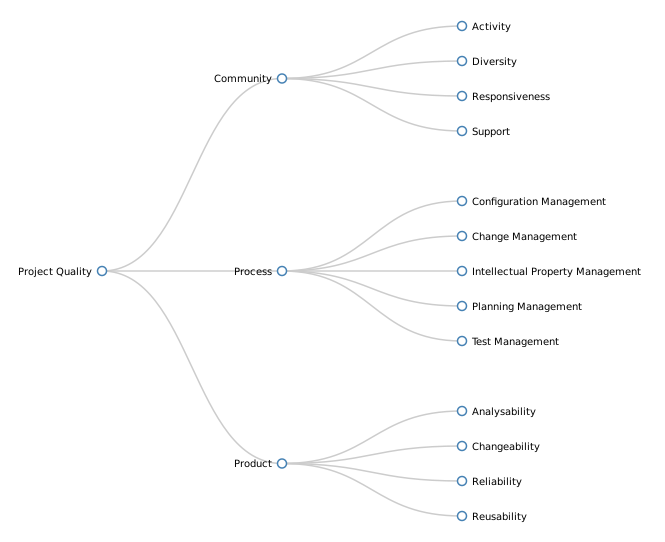 Project Quality
Community
Activity
Diversity
Responsiveness
Support
Process
Configuration Management
Change Management
Intellectual Property Management
Planning Management
Test Management
Product
Analysability
Changeability
Reliability
Reusability